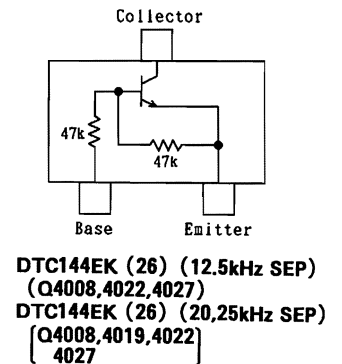 Collector
47k
47k
Base Emitter
DTC144EK (26) (12.5kHz SEP)
(Q4008,4022,4027)
DTC144EK (26) (20,25kHz SEP)
[Q4008,4019,4022
4027]